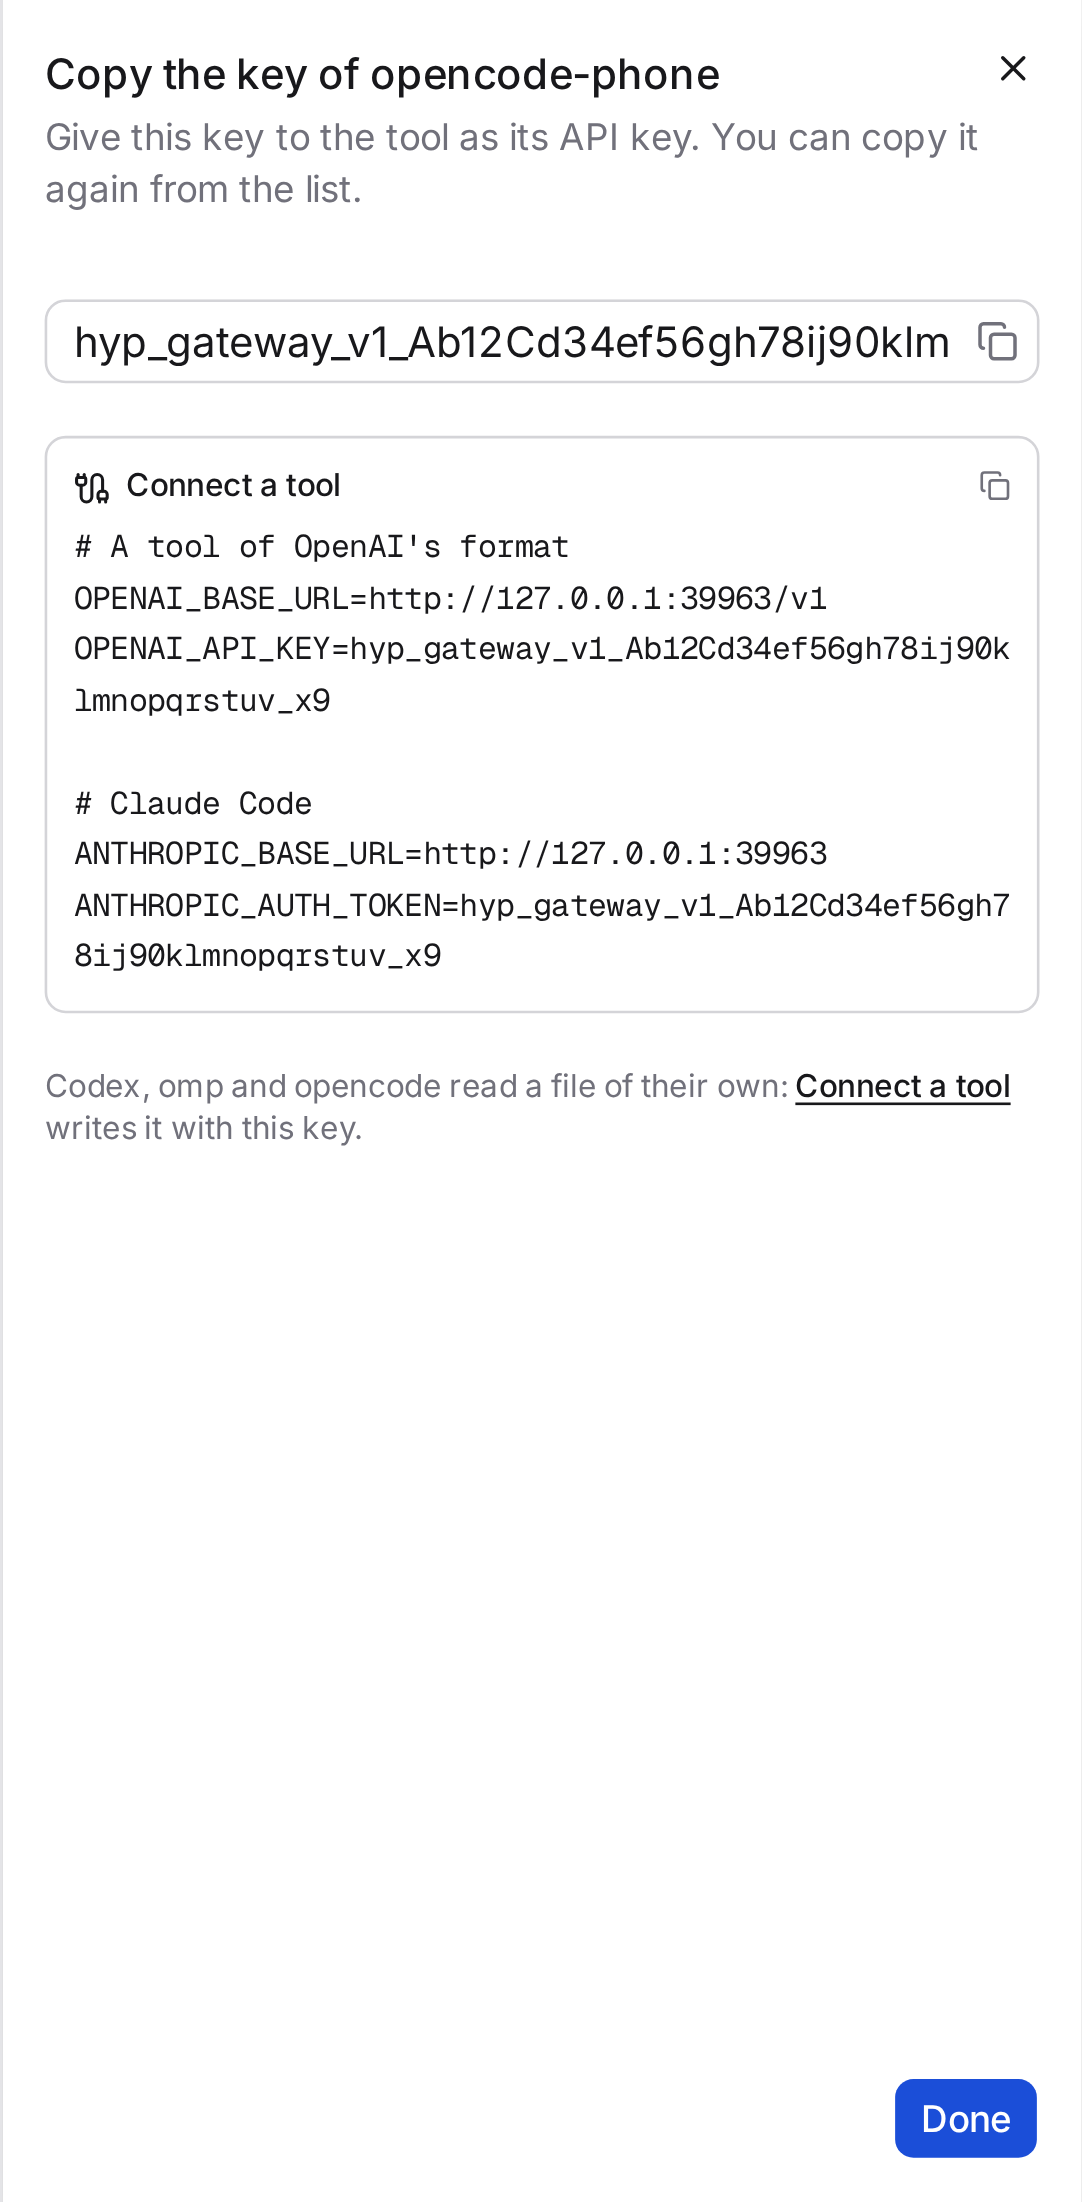 Copy the key of opencode-phone
Give this key to the tool as its API key. You can copy it
again from the list.
hyp_gateway_v1_Ab12Cd34ef56gh78ij90klm
Connect a tool
# A tool of OpenAI's format
OPENAI_BASE_URL=http://127.0.0.1:39963/v1
OPENAI_API_KEY=hyp_gateway_v1_Ab12Cd34ef56gh78ij90k
lmnopqrstuv_x9
# Claude Code
ANTHROPIC_BASE_URL=http://127.0.0.1:39963
ANTHROPIC_AUTH_TOKEN=hyp_gateway_v1_Ab12Cd34ef56gh7
8ij90klmnopqrstuv_x9
Codex, omp and opencode read a file of their own: Connect a tool
writes it with this key.
Done